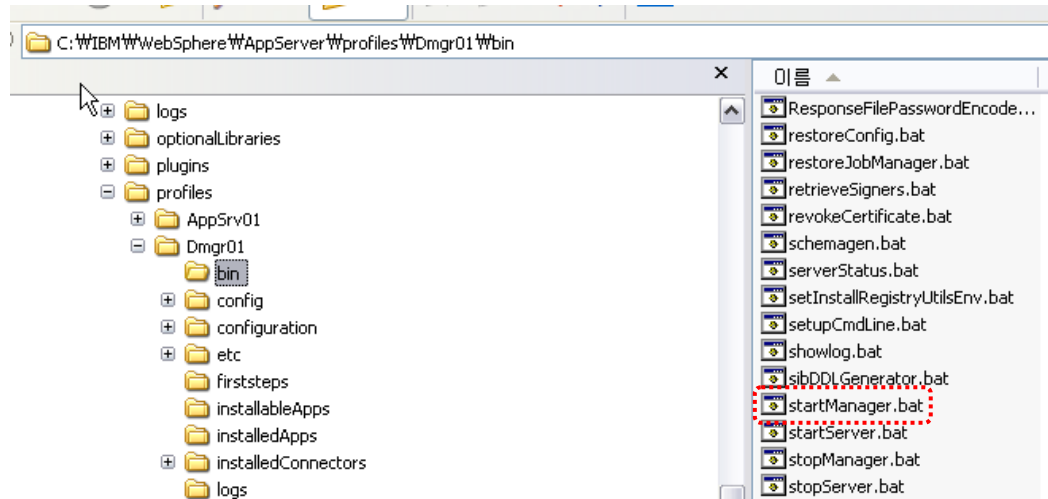 C:₩IBM₩WebSphere₩AppServer₩profiles₩Dmgr01₩bin
logs
optionalLibraries
plugins
profiles
AppSrv01
Dmgr01
bin
config
configuration
etc
firststeps
installableApps
installedApps
installedConnectors
logs
이름
ResponseFilePasswordEncode...
restoreConfig.bat
restoreJobManager.bat
retrieveSigners.bat
revokeCertificate.bat
schemagen.bat
serverStatus.bat
setInstallRegistryUtilsEnv.bat
setupCmdLine.bat
showlog.bat
sibDDLGenerator.bat
startManager.bat
startServer.bat
stopManager.bat
stopServer.bat